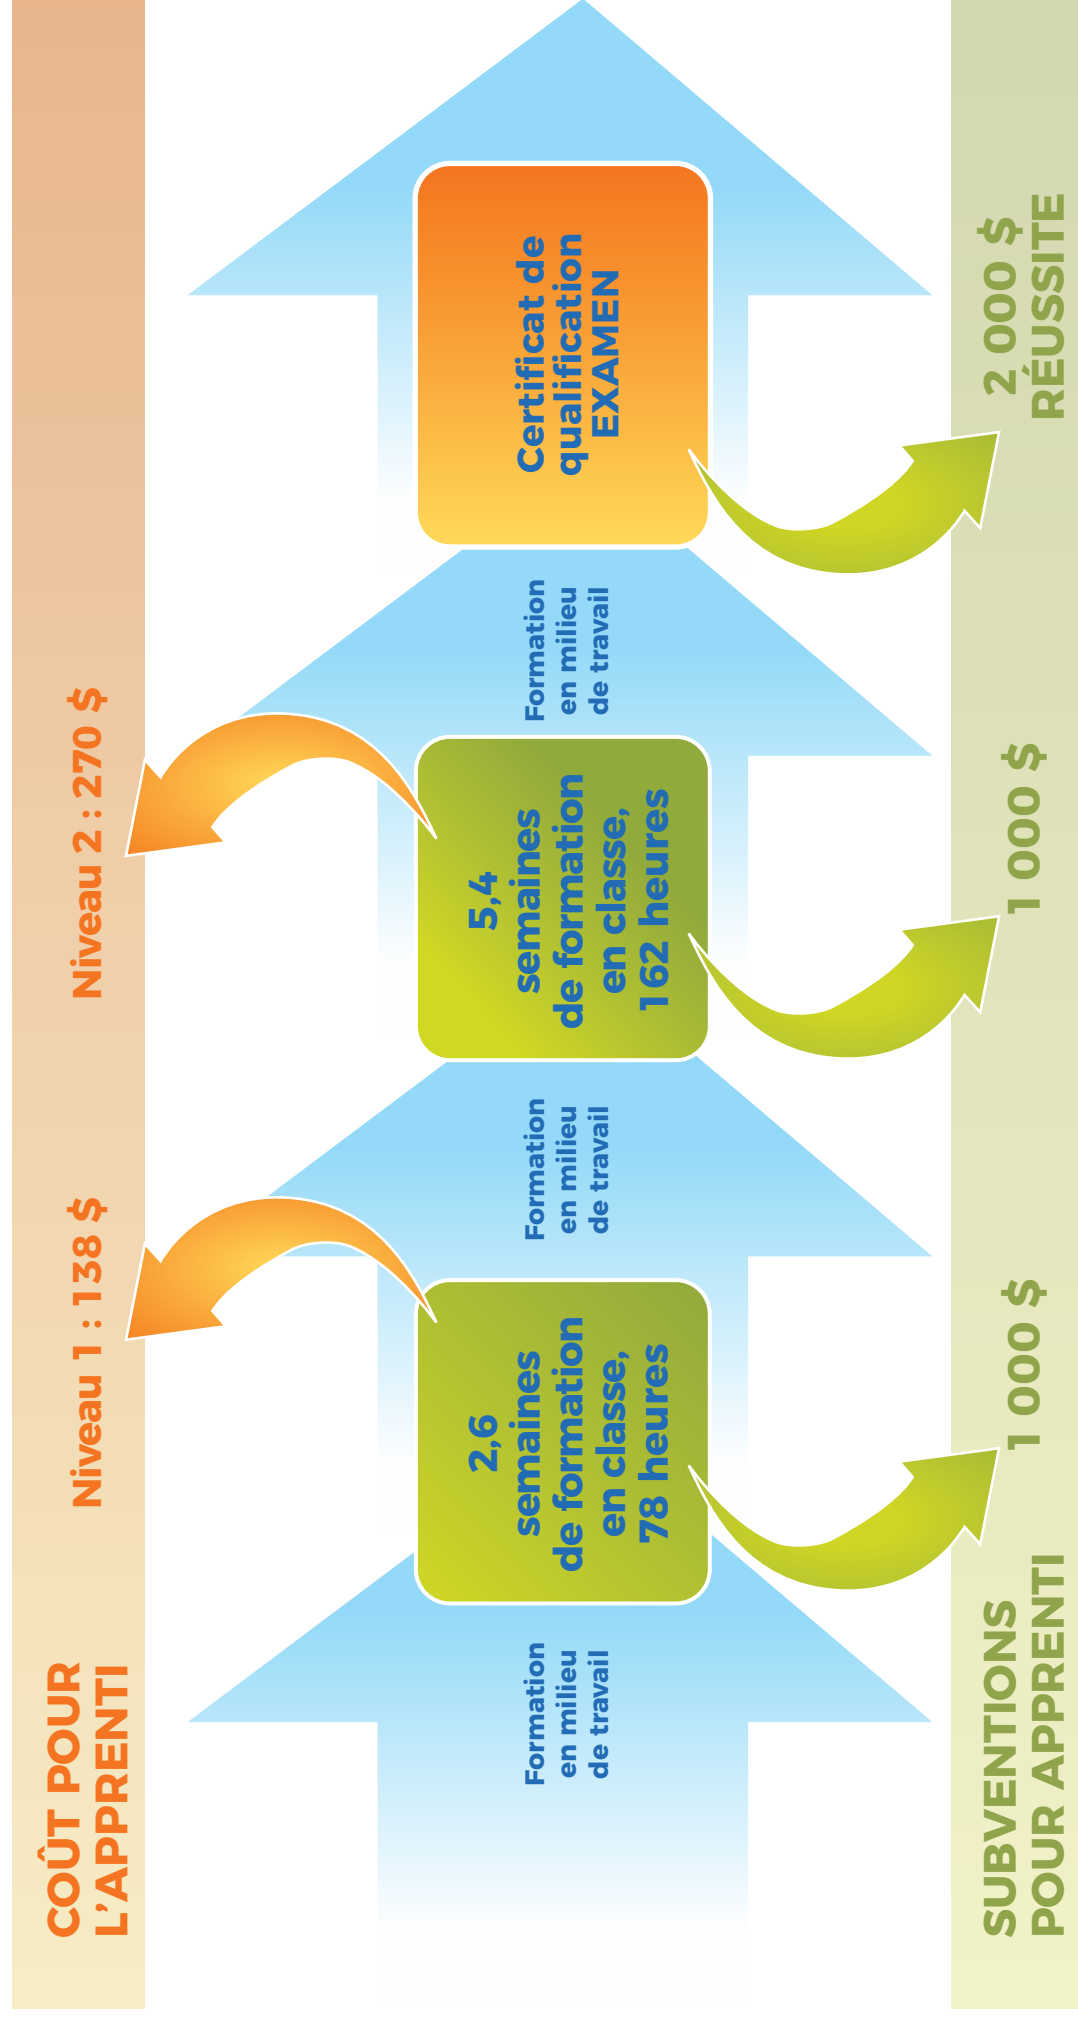 COÛT POUR
L’APPRENTI
Niveau 1 : 138 $
Niveau 2 : 270 $
Formation
en milieu
de travail
2,6
semaines
de formation
en classe,
78 heures
Formation
en milieu
de travail
5,4
semaines
de formation
en classe,
162 heures
Formation
en milieu
de travail
Certificat de
qualification
EXAMEN
SUBVENTIONS
POUR APPRENTI
1 000 $
1 000 $
2 000 $
RÉUSSITE